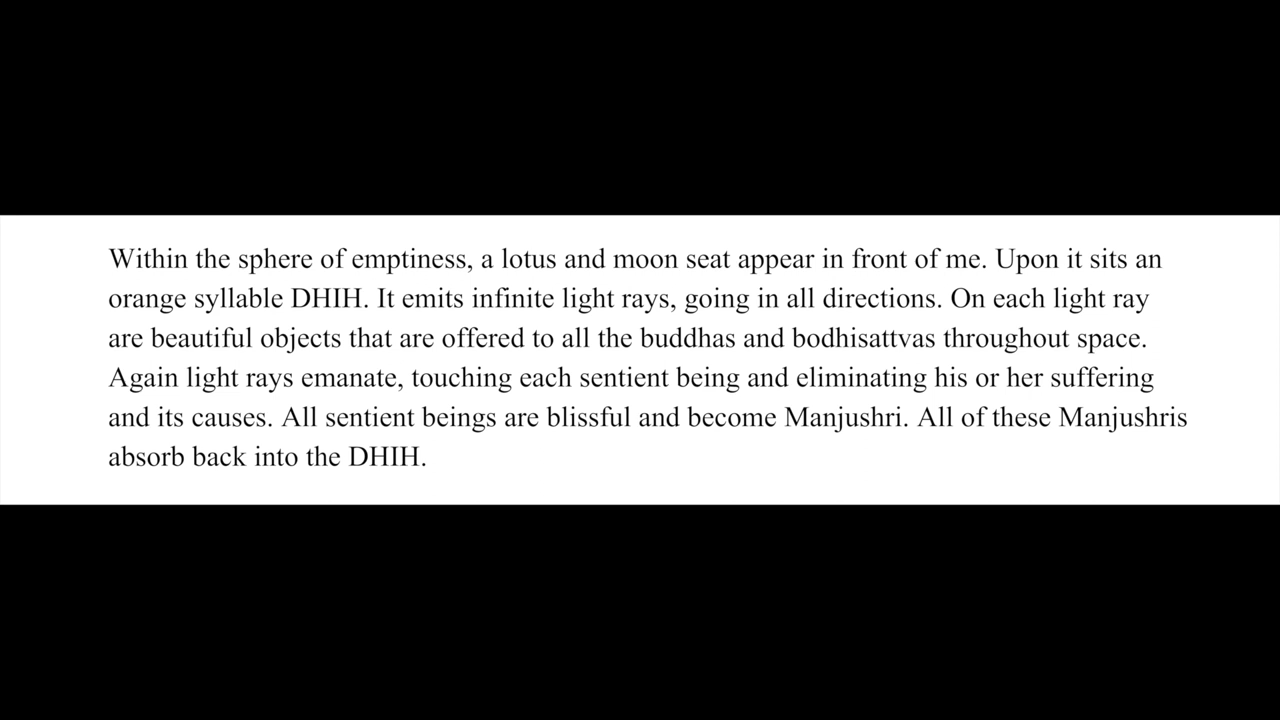 Within the sphere of emptiness, a lotus and moon seat appear in front of me. Upon it sits an
orange syllable DHIH. It emits infinite light rays, going in all directions. On each light ray
are beautiful objects that are offered to all the buddhas and bodhisattvas throughout space.
Again light rays emanate, touching each sentient being and eliminating his or her suffering
and its causes. All sentient beings are blissful and become Manjushri. All of these Manjushris
absorb back into the DHIH.